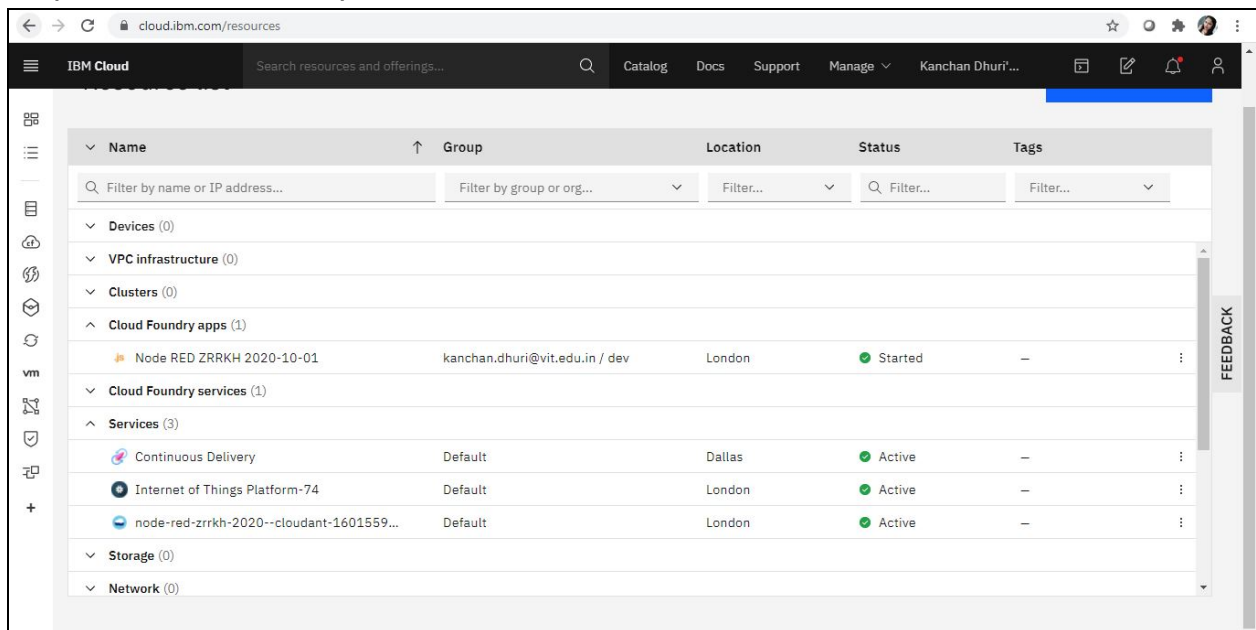 cloud.ibm.com/resources
IBM Cloud Search resources and offerings... Catalog Docs Support Manage Kanchan Dhuri'...
Resource list
Name Group Location Status Tags
Filter by name or IP address... Filter by group or org... Filter... Filter... Filter...
Devices (0)
VPC infrastructure (0)
Clusters (0)
Cloud Foundry apps (1)
Node RED ZRRKH 2020-10-01 kanchan.dhuri@vit.edu.in / dev London Started –
Cloud Foundry services (1)
Services (3)
Continuous Delivery Default Dallas Active –
Internet of Things Platform-74 Default London Active –
node-red-zrrkh-2020--cloudant-1601559... Default London Active –
Storage (0)
Network (0)
FEEDBACK
cf
vm